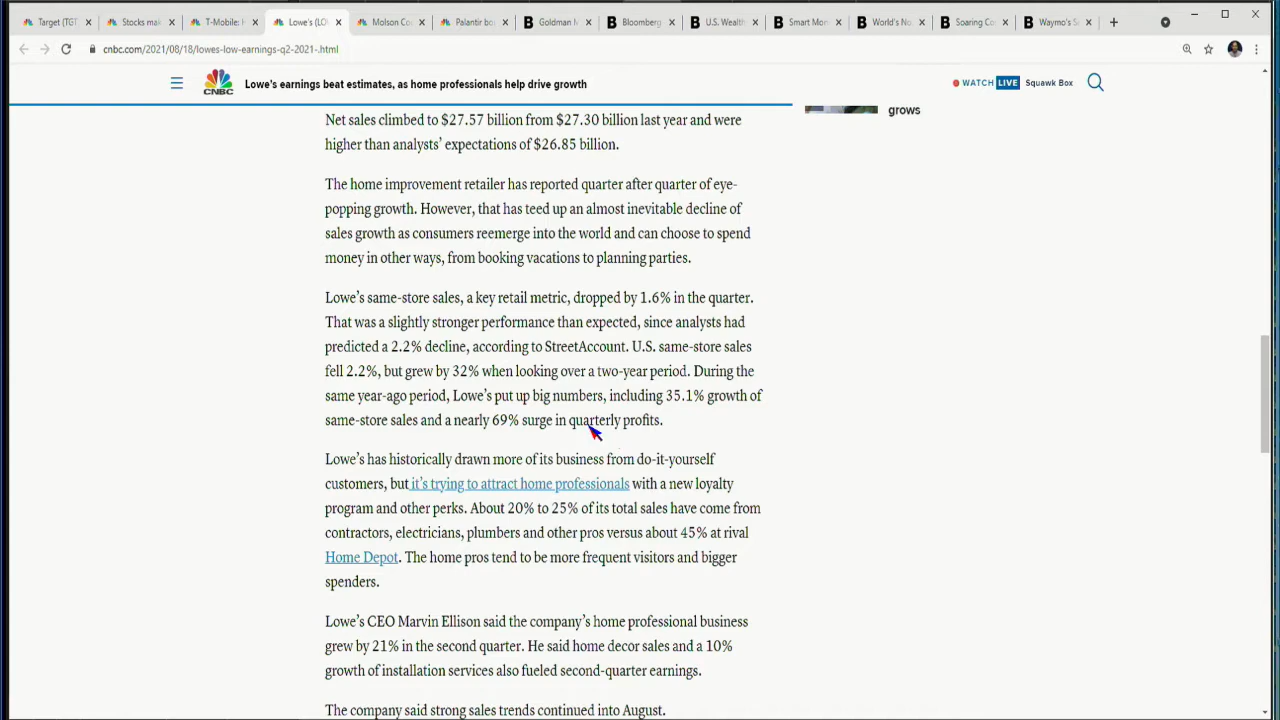 Target (TGT
Stocks mak
T-Mobile: H
Lowe's (LOW
Molson Coo
Palantir bou
Goldman M
Bloomberg
U.S. Wealth
Smart Mon
World's No.
Soaring Co
Waymo's S
cnbc.com/2021/08/18/lowes-low-earnings-q2-2021-.html
CNBC
Lowe's earnings beat estimates, as home professionals help drive growth
WATCH LIVE Squawk Box
grows
Net sales climbed to $27.57 billion from $27.30 billion last year and were
higher than analysts' expectations of $26.85 billion.
The home improvement retailer has reported quarter after quarter of eye-
popping growth. However, that has teed up an almost inevitable decline of
sales growth as consumers reemerge into the world and can choose to spend
money in other ways, from booking vacations to planning parties.
Lowe's same-store sales, a key retail metric, dropped by 1.6% in the quarter.
That was a slightly stronger performance than expected, since analysts had
predicted a 2.2% decline, according to StreetAccount. U.S. same-store sales
fell 2.2%, but grew by 32% when looking over a two-year period. During the
same year-ago period, Lowe's put up big numbers, including 35.1% growth of
same-store sales and a nearly 69% surge in quarterly profits.
Lowe's has historically drawn more of its business from do-it-yourself
customers, but it's trying to attract home professionals with a new loyalty
program and other perks. About 20% to 25% of its total sales have come from
contractors, electricians, plumbers and other pros versus about 45% at rival
Home Depot. The home pros tend to be more frequent visitors and bigger
spenders.
Lowe's CEO Marvin Ellison said the company's home professional business
grew by 21% in the second quarter. He said home decor sales and a 10%
growth of installation services also fueled second-quarter earnings.
The company said strong sales trends continued into August.